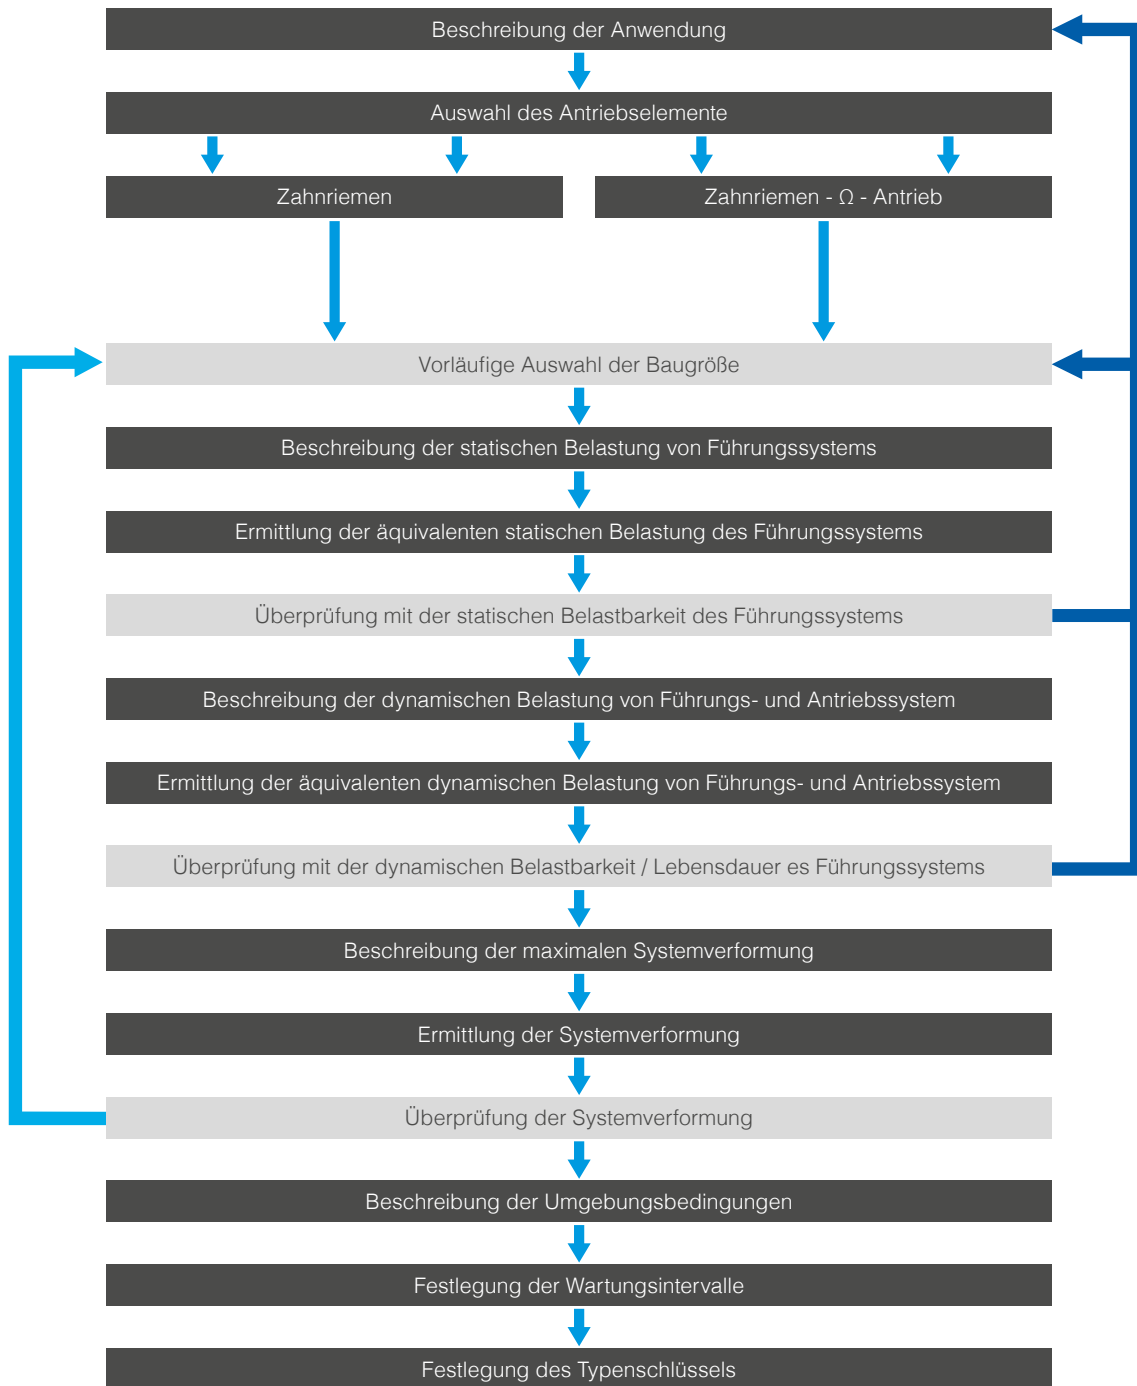 Beschreibung der Anwendung
Auswahl des Antriebselemente
Zahnriemen
Zahnriemen - Ω - Antrieb
Vorläufige Auswahl der Baugröße
Beschreibung der statischen Belastung von Führungssystems
Ermittlung der äquivalenten statischen Belastung des Führungssystems
Überprüfung mit der statischen Belastbarkeit des Führungssystems
Beschreibung der dynamischen Belastung von Führungs- und Antriebssystem
Ermittlung der äquivalenten dynamischen Belastung von Führungs- und Antriebssystem
Überprüfung mit der dynamischen Belastbarkeit / Lebensdauer es Führungssystems
Beschreibung der maximalen Systemverformung
Ermittlung der Systemverformung
Überprüfung der Systemverformung
Beschreibung der Umgebungsbedingungen
Festlegung der Wartungsintervalle
Festlegung des Typenschlüssels